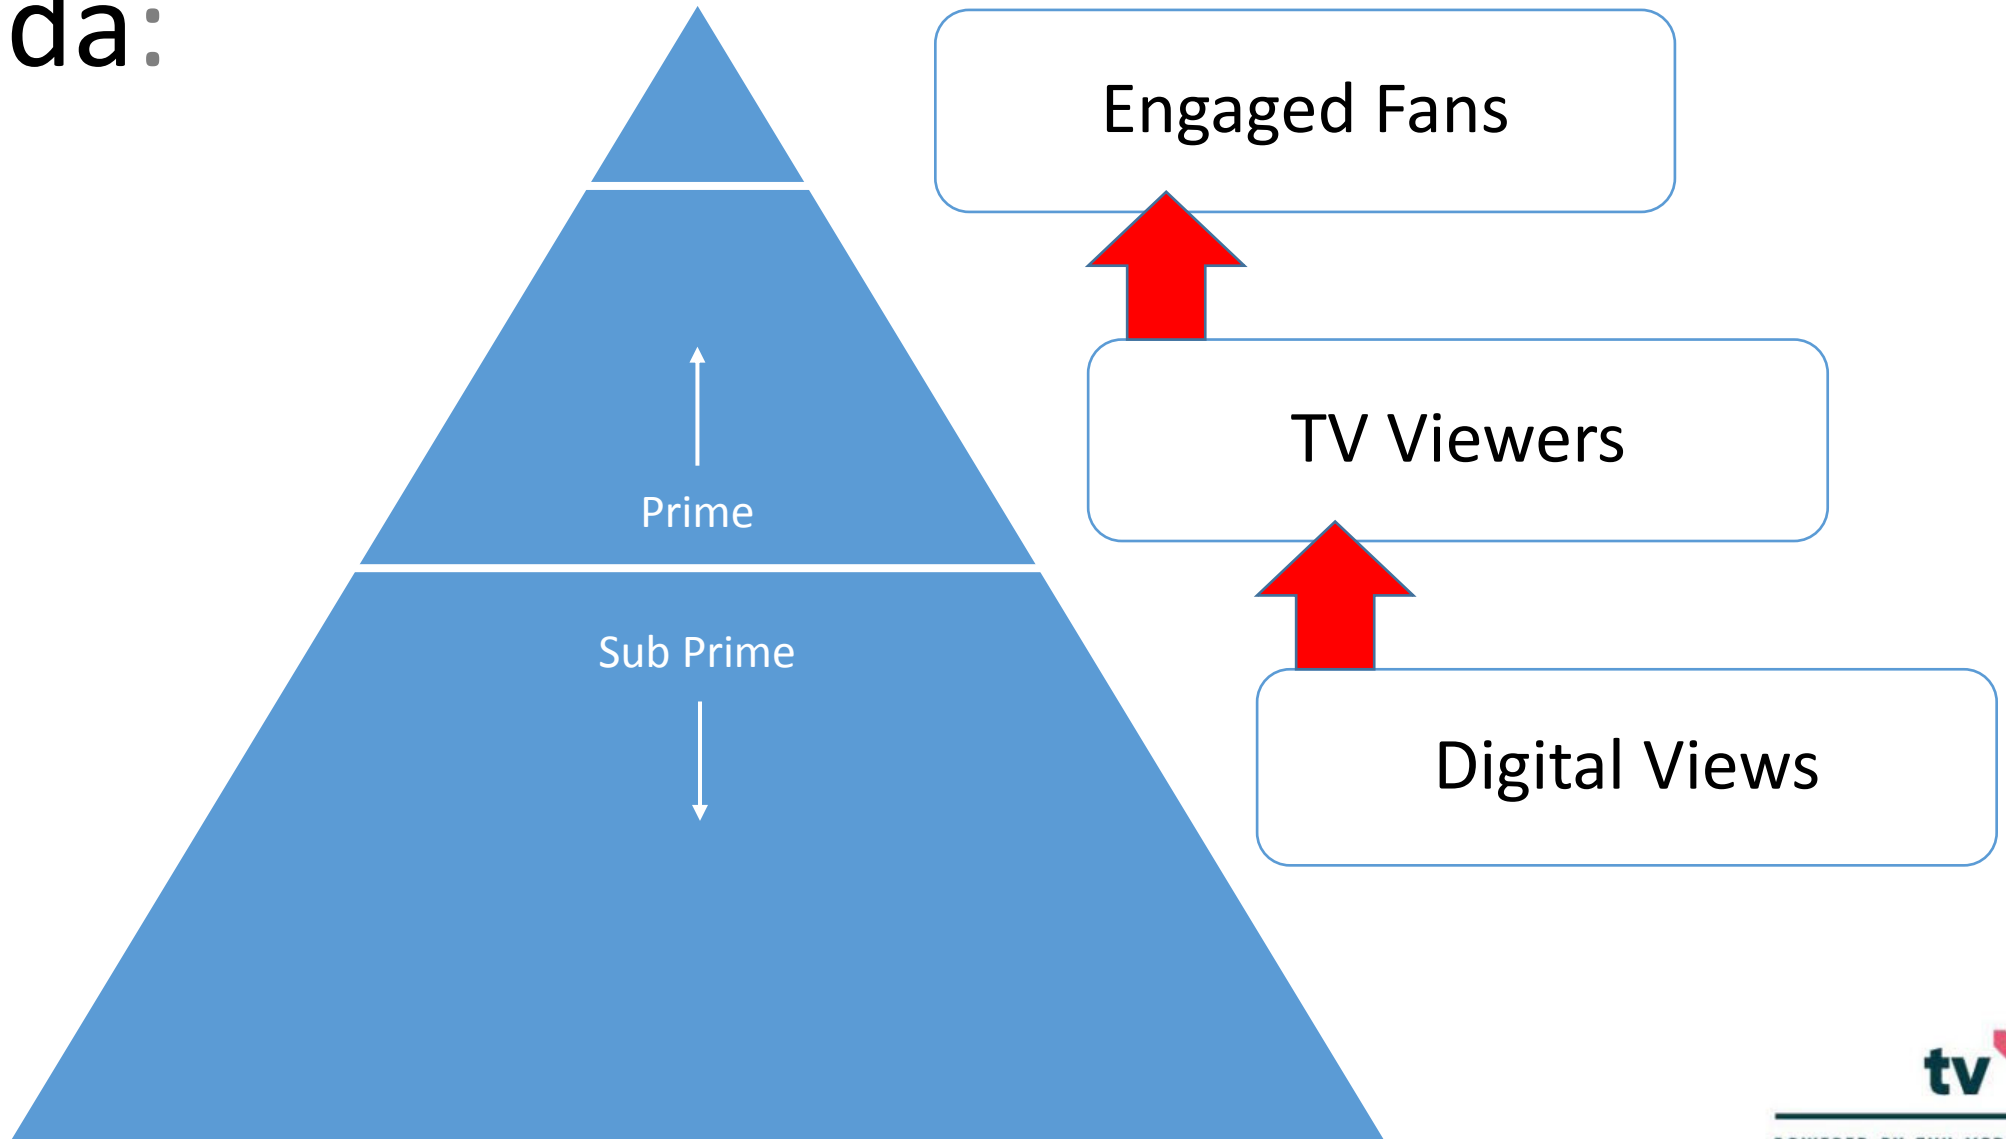 da:
Engaged Fans
TV Viewers
Prime
Sub Prime
Digital Views
tv